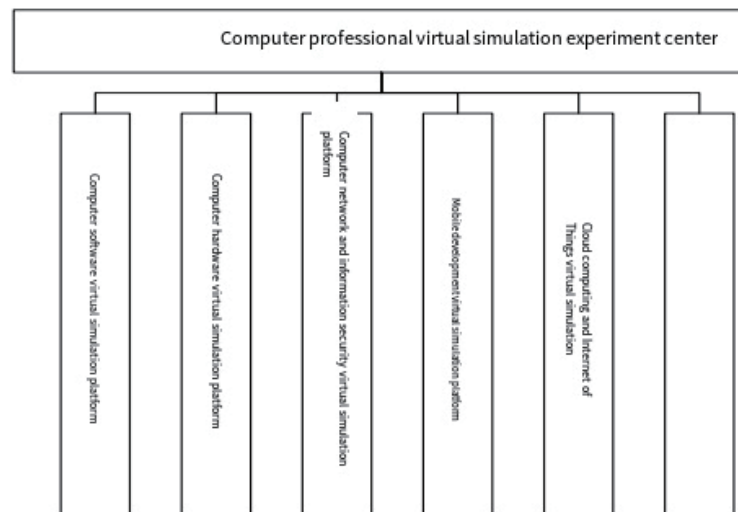 Computer professional virtual simulation experiment center
Computer software virtual simulation platform
Computer hardware virtual simulation platform
Computer network and information security virtual simulation
platform
Mobile development virtual simulation platform
Cloud computing and Internet of
Things virtual simulation